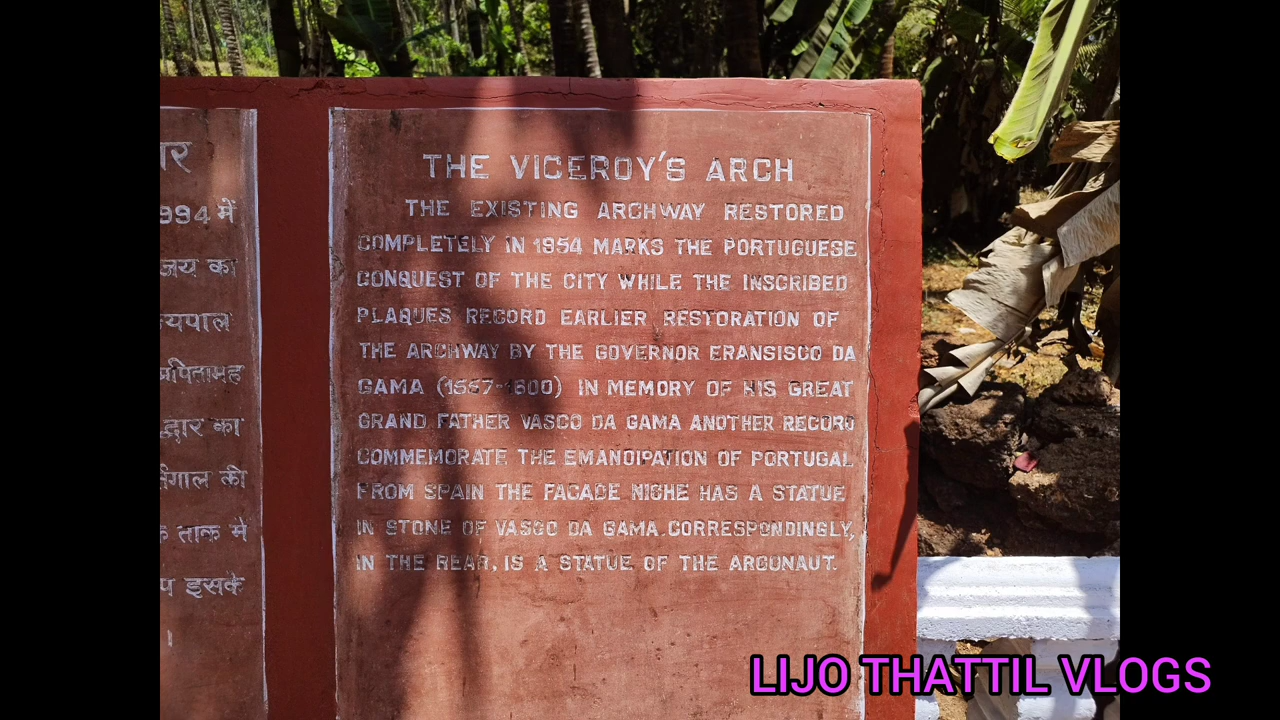 994 में
जय का
यपाल
प्रपितामह
द्धार का
र्तगाल की
ताक में
इसके
THE VICEROY'S ARCH
THE EXISTING ARCHWAY RESTORED
COMPLETELY IN 1954 MARKS THE PORTUGUESE
CONQUEST OF THE CITY WHILE THE INSCRIBED
PLAQUES RECORD EARLIER RESTORATION OF
THE ARCHWAY BY THE GOVERNOR ERANSISCO DA
GAMA IN MEMORY OF HIS GREAT
GRAND FATHER VASCO DA GAMA ANOTHER RECORD
COMMEMORATE THE EMANCIPATION OF PORTUGAL
FROM SPAIN THE FACADE NICHE HAS A STATUE
IN STONE OF VASCO DA GAMA.CORRESPONDINGLY,
IN THE REAR, IS A STATUE OF THE ARGONAUT.
LIJO THATTIL VLOGS